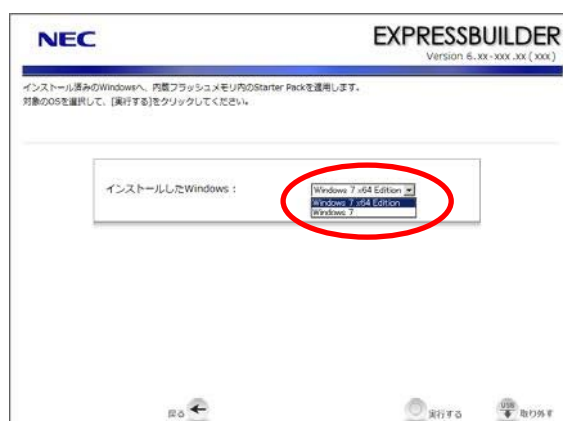 NEC
EXPRESSBUILDER
Version 6.xx-xxx.xx (xxx)
インストール済みのWindowsへ、内蔵フラッシュメモリ内のStarter Packを適用します。
対象のOSを選択して、[実行する]をクリックしてください。
インストールしたWindows：
Windows 7 x64 Edition
Windows 7 x64 Edition
Windows 7
戻る
実行する
USB
取り外す